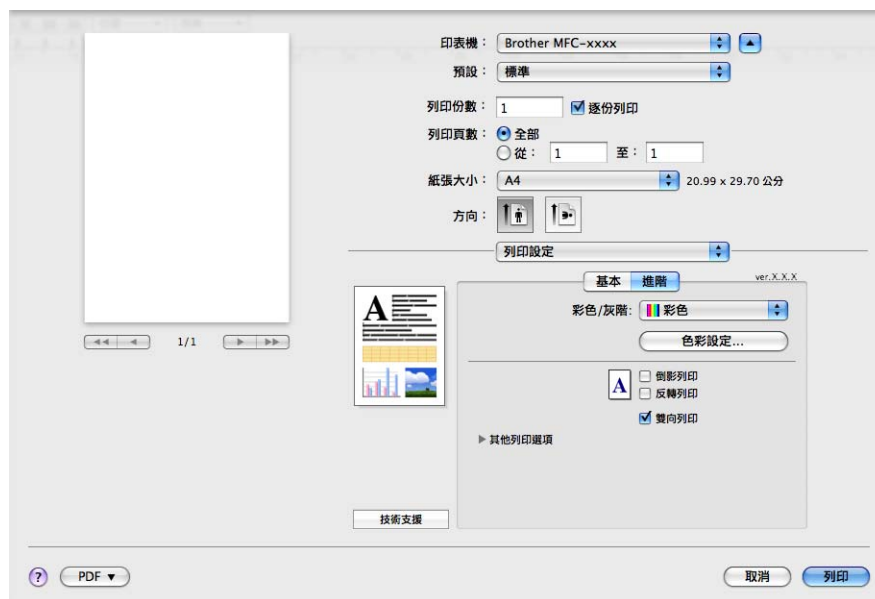 印表機： Brother MFC-xxxx
預設： 標準
列印份數： 1 逐份列印
列印頁數： 全部
從： 1 至： 1
紙張大小： A4 20.99 x 29.70 公分
方向：
列印設定
基本 進階 ver.X.X.X
彩色/灰階: 彩色
色彩設定...
A
A 倒影列印
反轉列印
雙向列印
其他列印選項
1/1
技術支援
? PDF 取消 列印